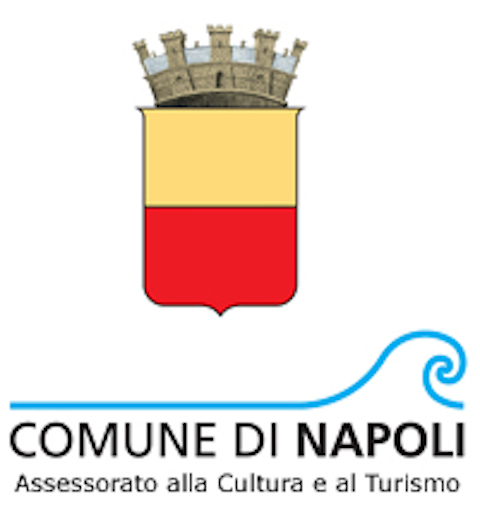 COMUNE DI NAPOLI
Assessorato alla Cultura e al Turismo